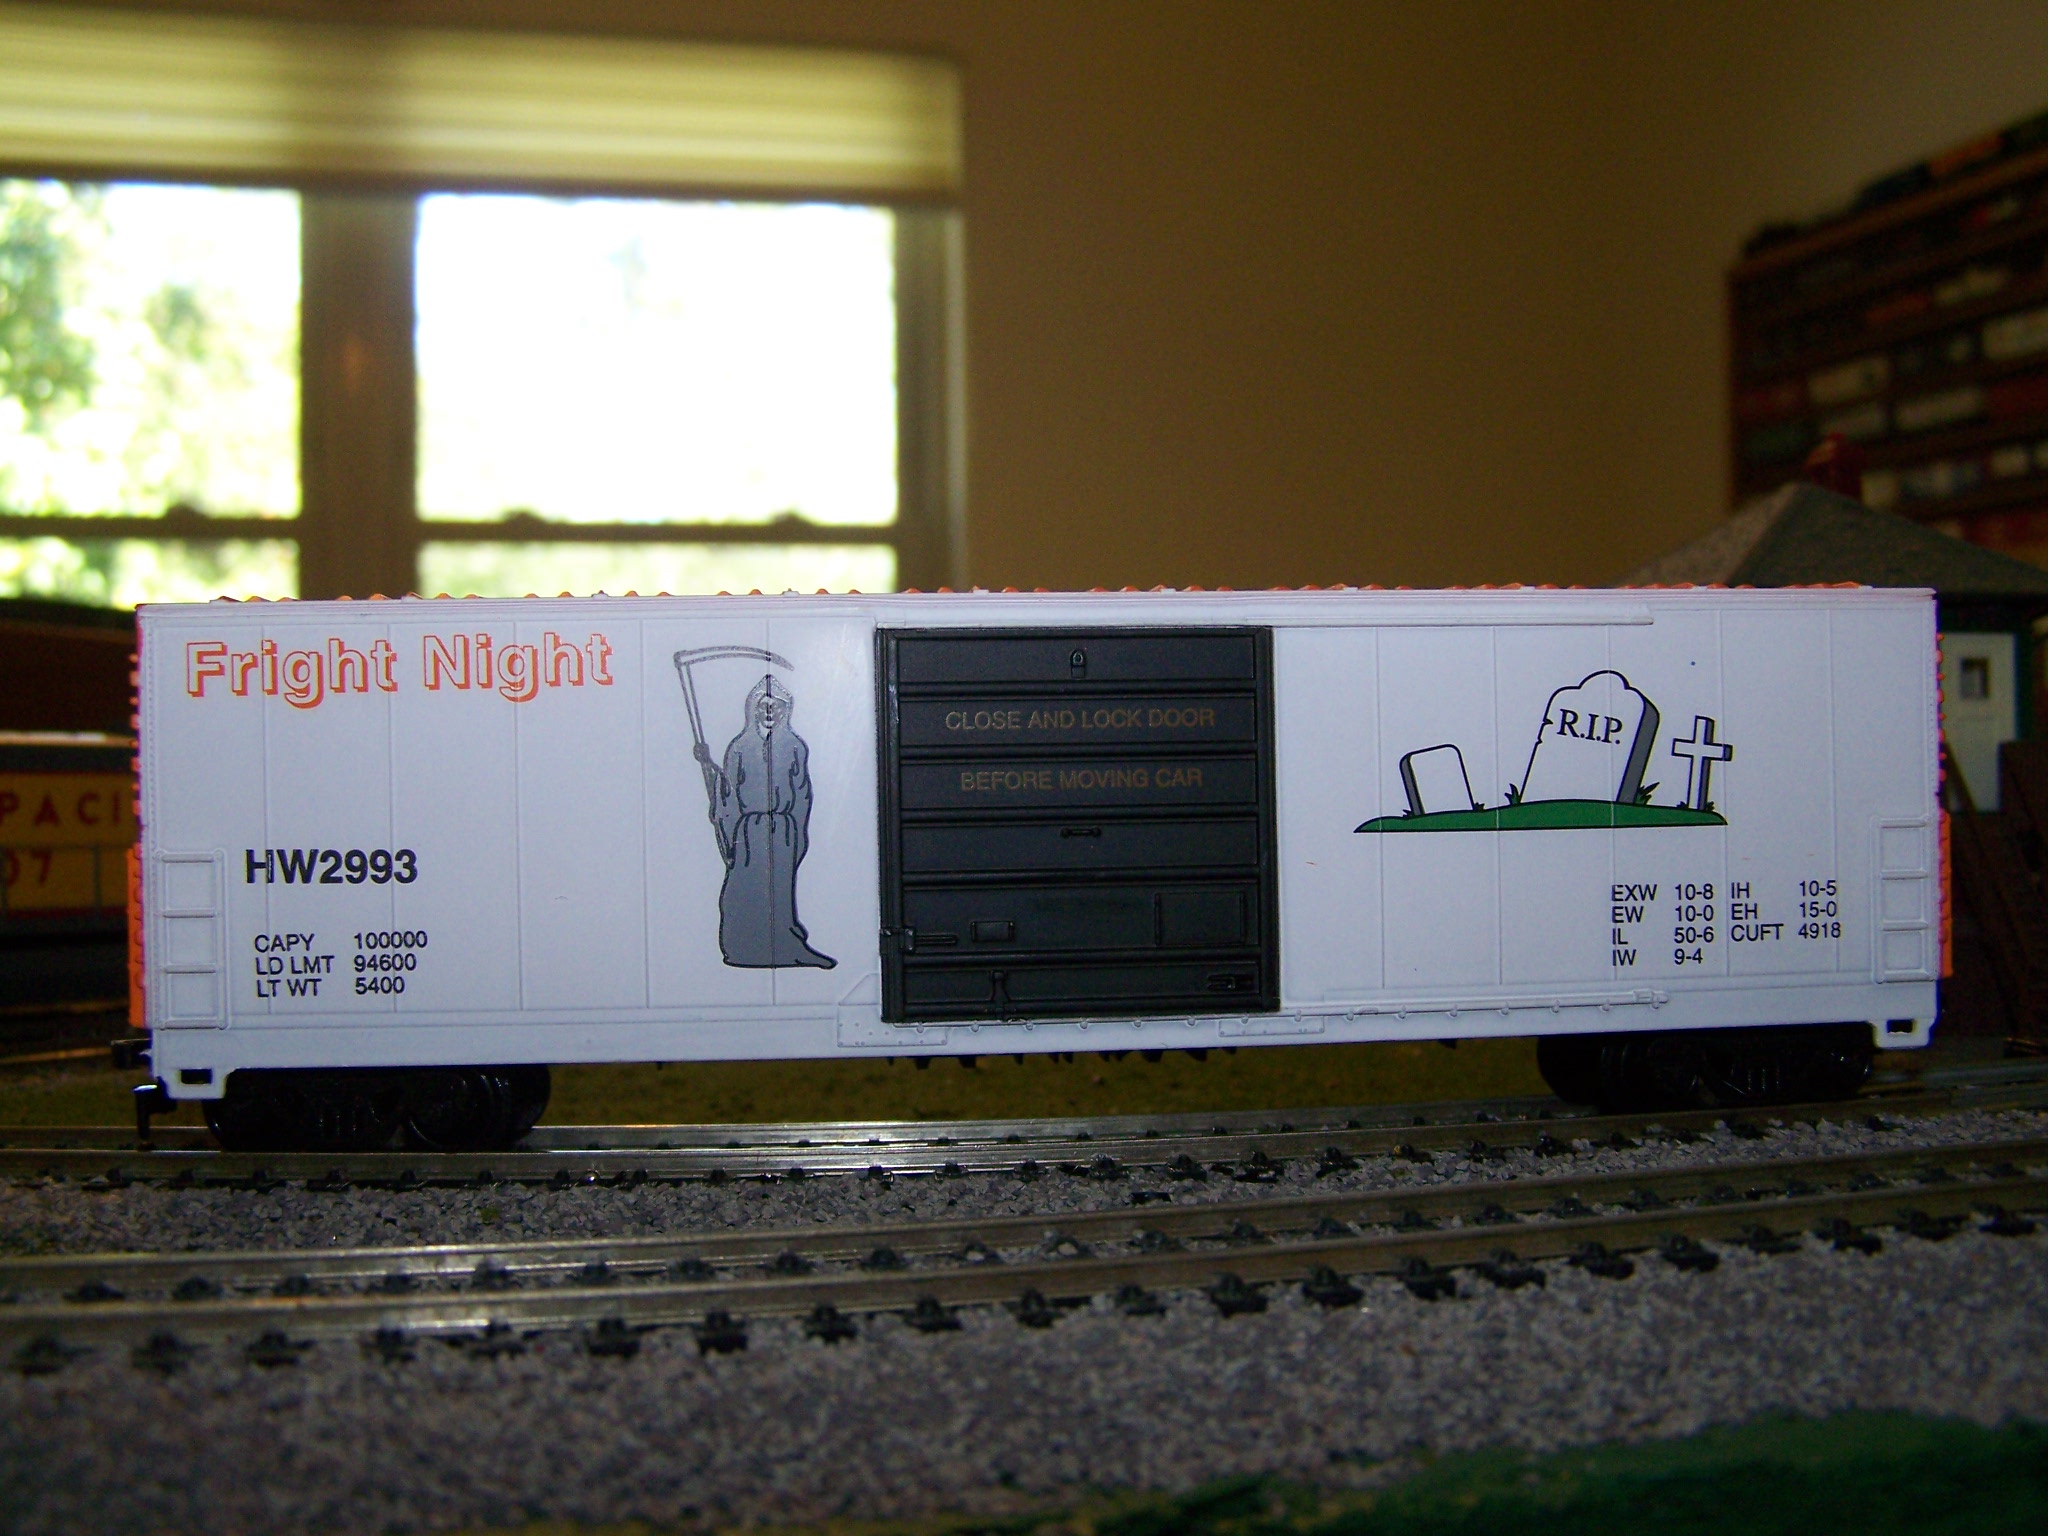 Fright Night
HW2993
CAPY 100000
LD LMT 94600
LT WT 5400
CLOSE AND LOCK DOOR
BEFORE MOVING CAR
R.I.P.
EXW 10-8 IH 10-5
EW 10-0 EH 15-0
IL 50-6 CUFT 4918
IW 9-4
PACI
07